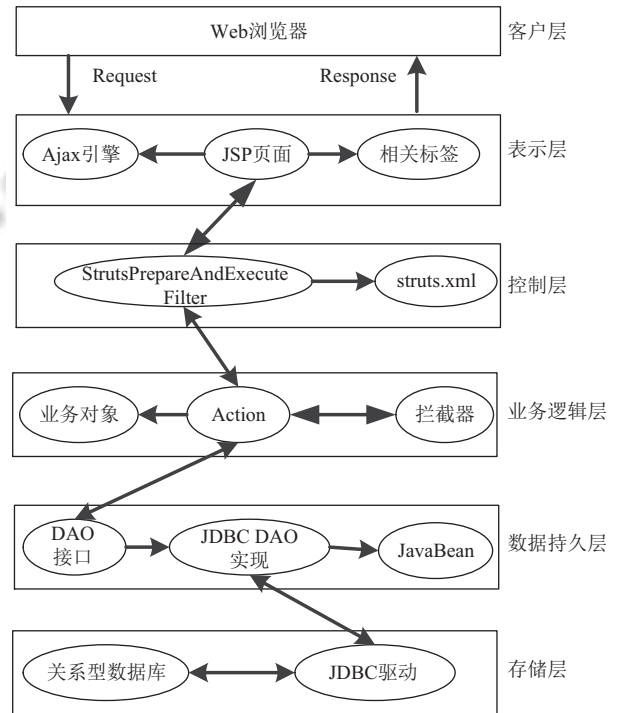 Web浏览器
客户层
Request
Response
Ajax引擎
JSP页面
相关标签
表示层
StrutsPrepareAndExecute
Filter
struts.xml
控制层
业务对象
Action
拦截器
业务逻辑层
DAO
接口
JDBC DAO
实现
JavaBean
数据持久层
关系型数据库
JDBC驱动
存储层